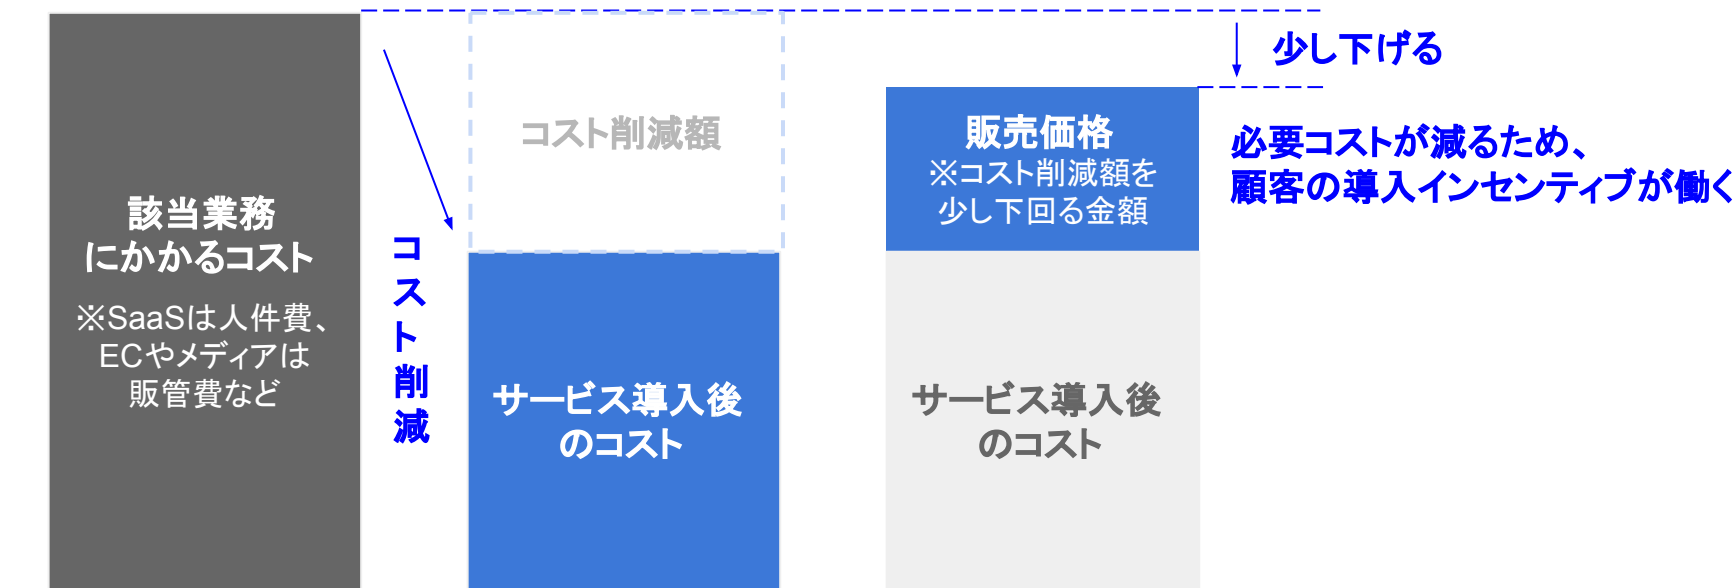 該当業務
にかかるコスト
※SaaSは人件費、
ECやメディアは
販管費など
コスト削減
コスト削減額
サービス導入後
のコスト
販売価格
※コスト削減額を
少し下回る金額
サービス導入後
のコスト
少し下げる
必要コストが減るため、
顧客の導入インセンティブが働く